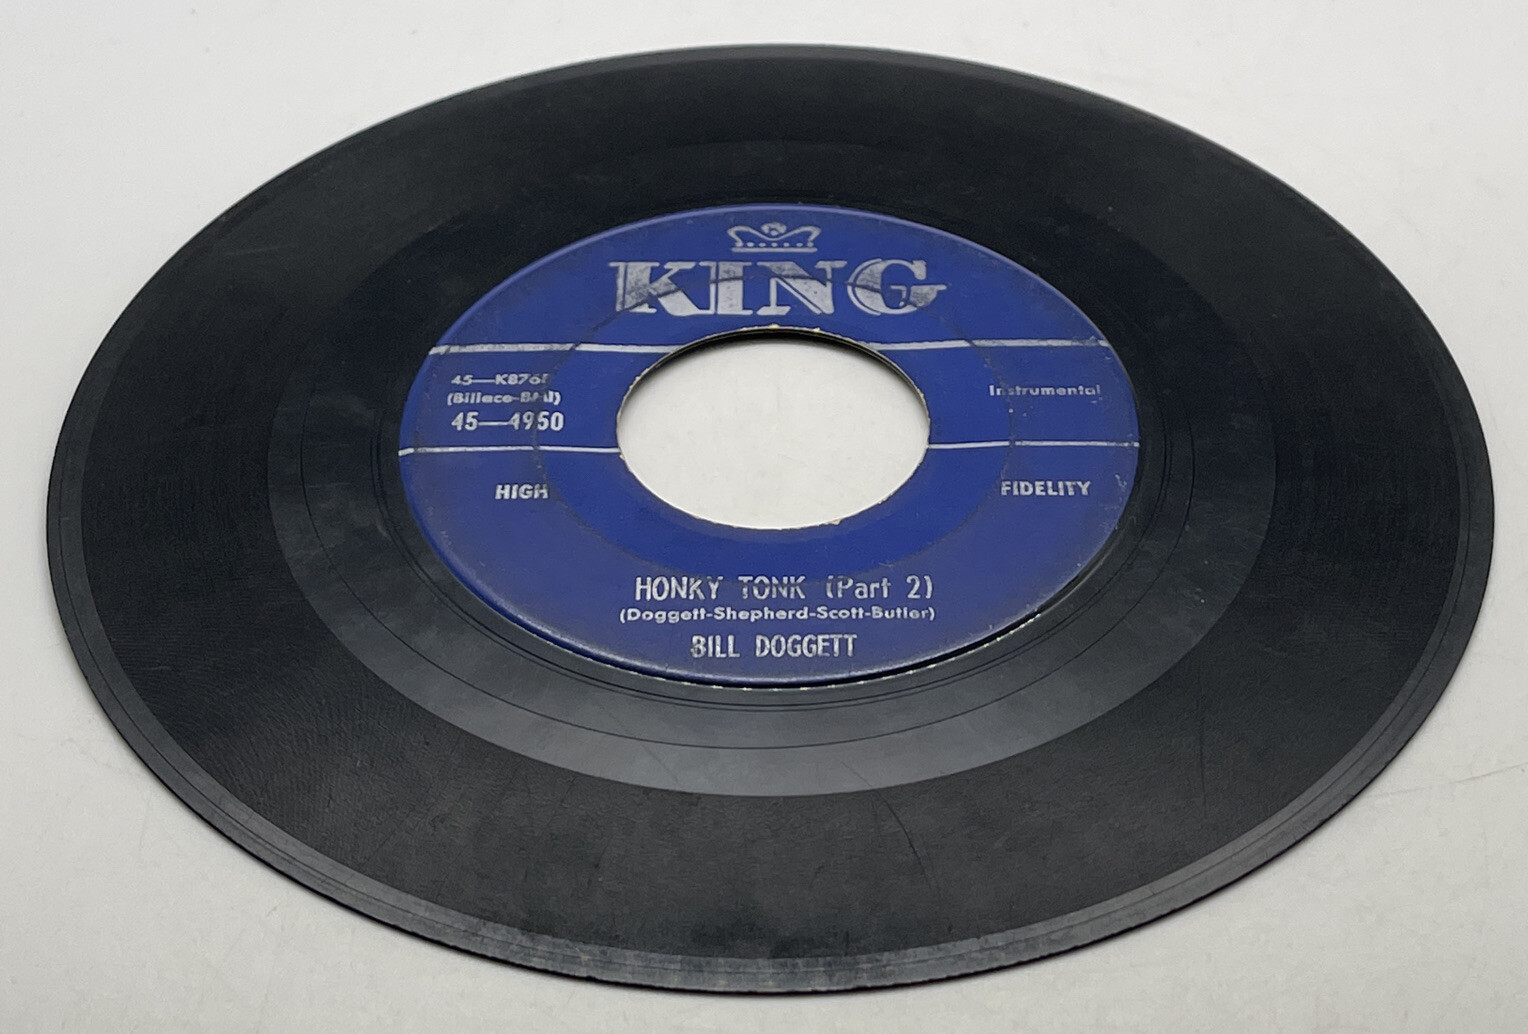 KING
45—K8761
(Billace-BMI)
45—4950
Instrumental
HIGH FIDELITY
HONKY TONK (Part 2)
(Doggett-Shepherd-Scott-Butler)
BILL DOGGETT